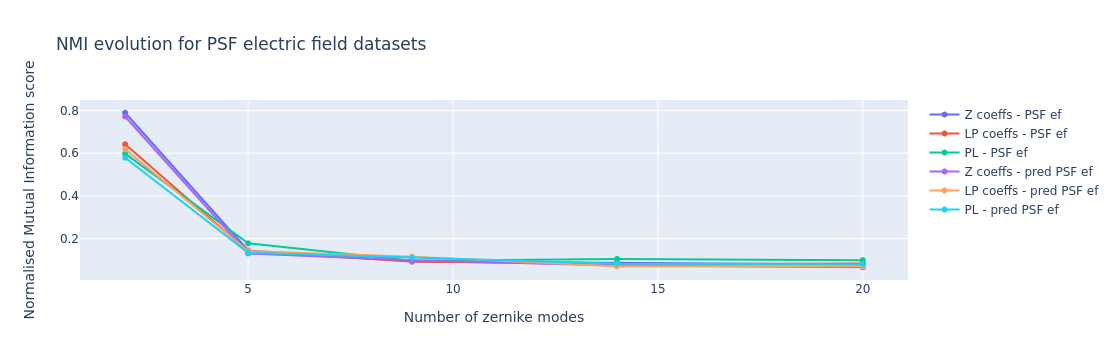 NMI evolution for PSF electric field datasets
Normalised Mutual Information score
0.8
0.6
0.4
0.2
5
10
15
20
Number of zernike modes
Z coeffs - PSF ef
LP coeffs - PSF ef
PL - PSF ef
Z coeffs - pred PSF ef
LP coeffs - pred PSF ef
PL - pred PSF ef